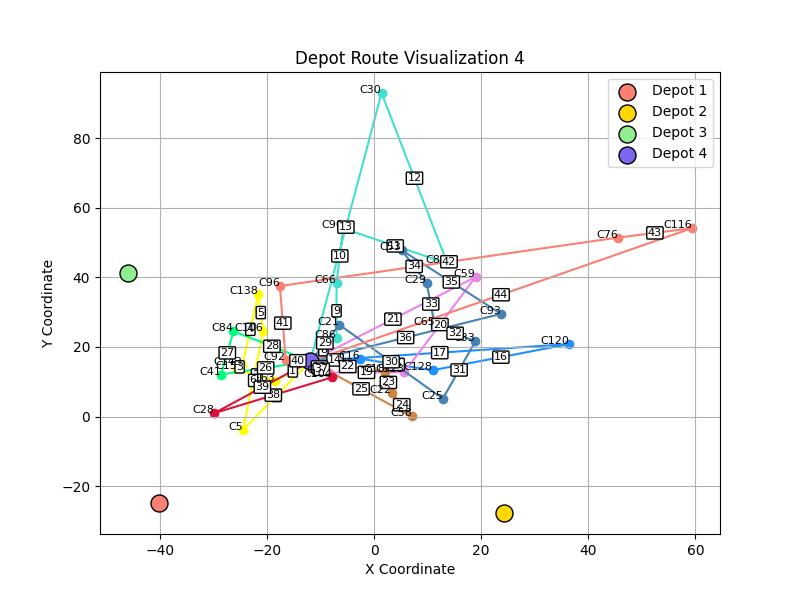 Depot Route Visualization 4
Depot 1
Depot 2
Depot 3
Depot 4
C30
12
C116
C76
43
13
C9
10
42
34
35
C59
C29
C66
C96
C138
44
C93
33
9
5
21
C21
41
20
C65
32
C84
36
C86
29
28
C120
27
17
16
C92
40
C16
30
22
31
C128
C41
26
39
38
23
25
C22
C25
24
C58
C28
C5
Y Coordinate
80
60
40
20
0
−20
−40
−20
0
20
40
60
X Coordinate